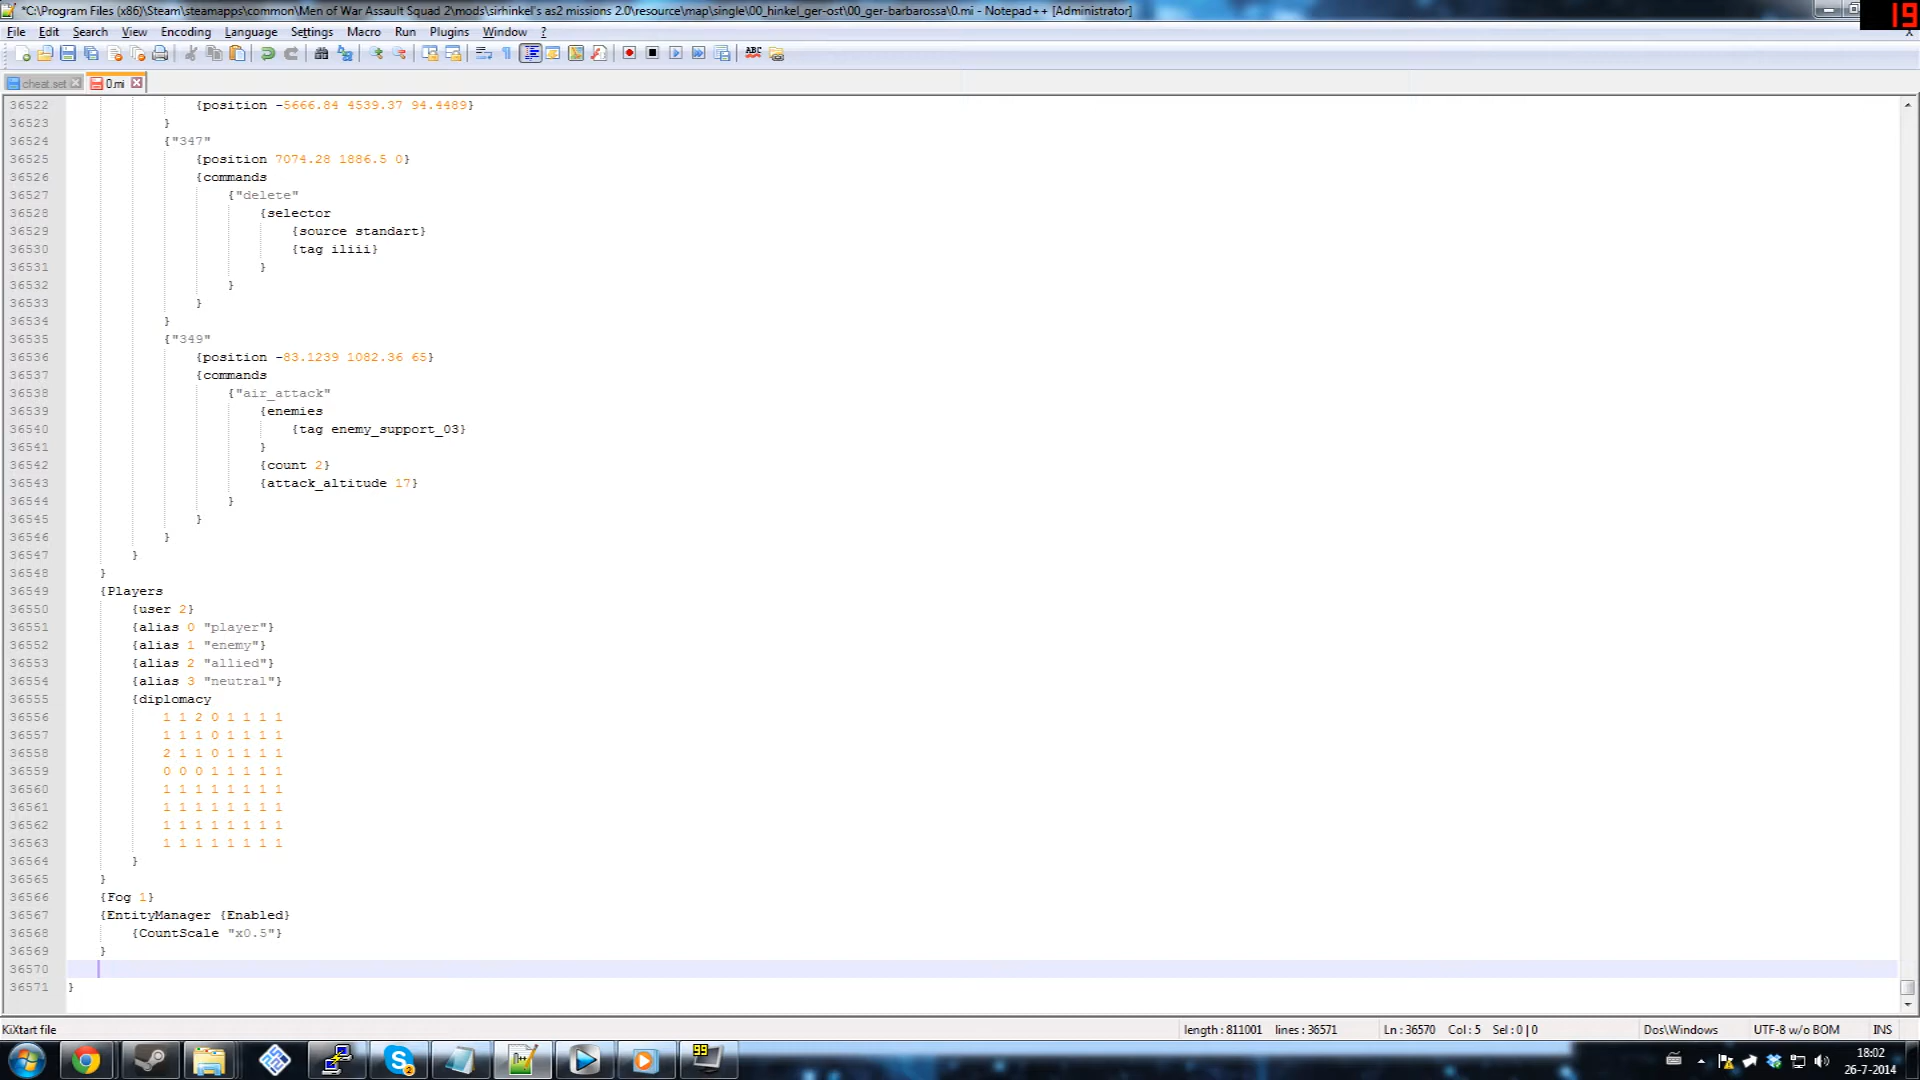 *C:\Program Files (x86)\Steam\steamapps\common\Men of War Assault Squad 2\mods\sirhinkel's as2 missions 2.0\resource\map\single\00_hinkel_ger-ost\00_ger-barbarossa\0.mi - Notepad++ [Administrator]
19
File Edit Search View Encoding Language Settings Macro Run Plugins Window ? X
ABC
cheat.set 0.mi
36522 {position -5666.84 4539.37 94.4489}
36523 }
36524 {"347"
36525 {position 7074.28 1886.5 0}
36526 {commands
36527 {"delete"
36528 {selector
36529 {source standart}
36530 {tag iliii}
36531 }
36532 }
36533 }
36534 }
36535 {"349"
36536 {position -83.1239 1082.36 65}
36537 {commands
36538 {"air_attack"
36539 {enemies
36540 {tag enemy_support_03}
36541 }
36542 {count 2}
36543 {attack_altitude 17}
36544 }
36545 }
36546 }
36547 }
36548 }
36549 {Players
36550 {user 2}
36551 {alias 0 "player"}
36552 {alias 1 "enemy"}
36553 {alias 2 "allied"}
36554 {alias 3 "neutral"}
36555 {diplomacy
36556 1 1 2 0 1 1 1 1
36557 1 1 1 0 1 1 1 1
36558 2 1 1 0 1 1 1 1
36559 0 0 0 1 1 1 1 1
36560 1 1 1 1 1 1 1 1
36561 1 1 1 1 1 1 1 1
36562 1 1 1 1 1 1 1 1
36563 1 1 1 1 1 1 1 1
36564 }
36565 }
36566 {Fog 1}
36567 {EntityManager {Enabled}
36568 {CountScale "x0.5"}
36569 }
36570
36571 }
KiXtart file length : 811001 lines : 36571 Ln : 36570 Col : 5 Sel : 0 | 0 Dos\Windows UTF-8 w/o BOM INS
2
99
18:02
26-7-2014